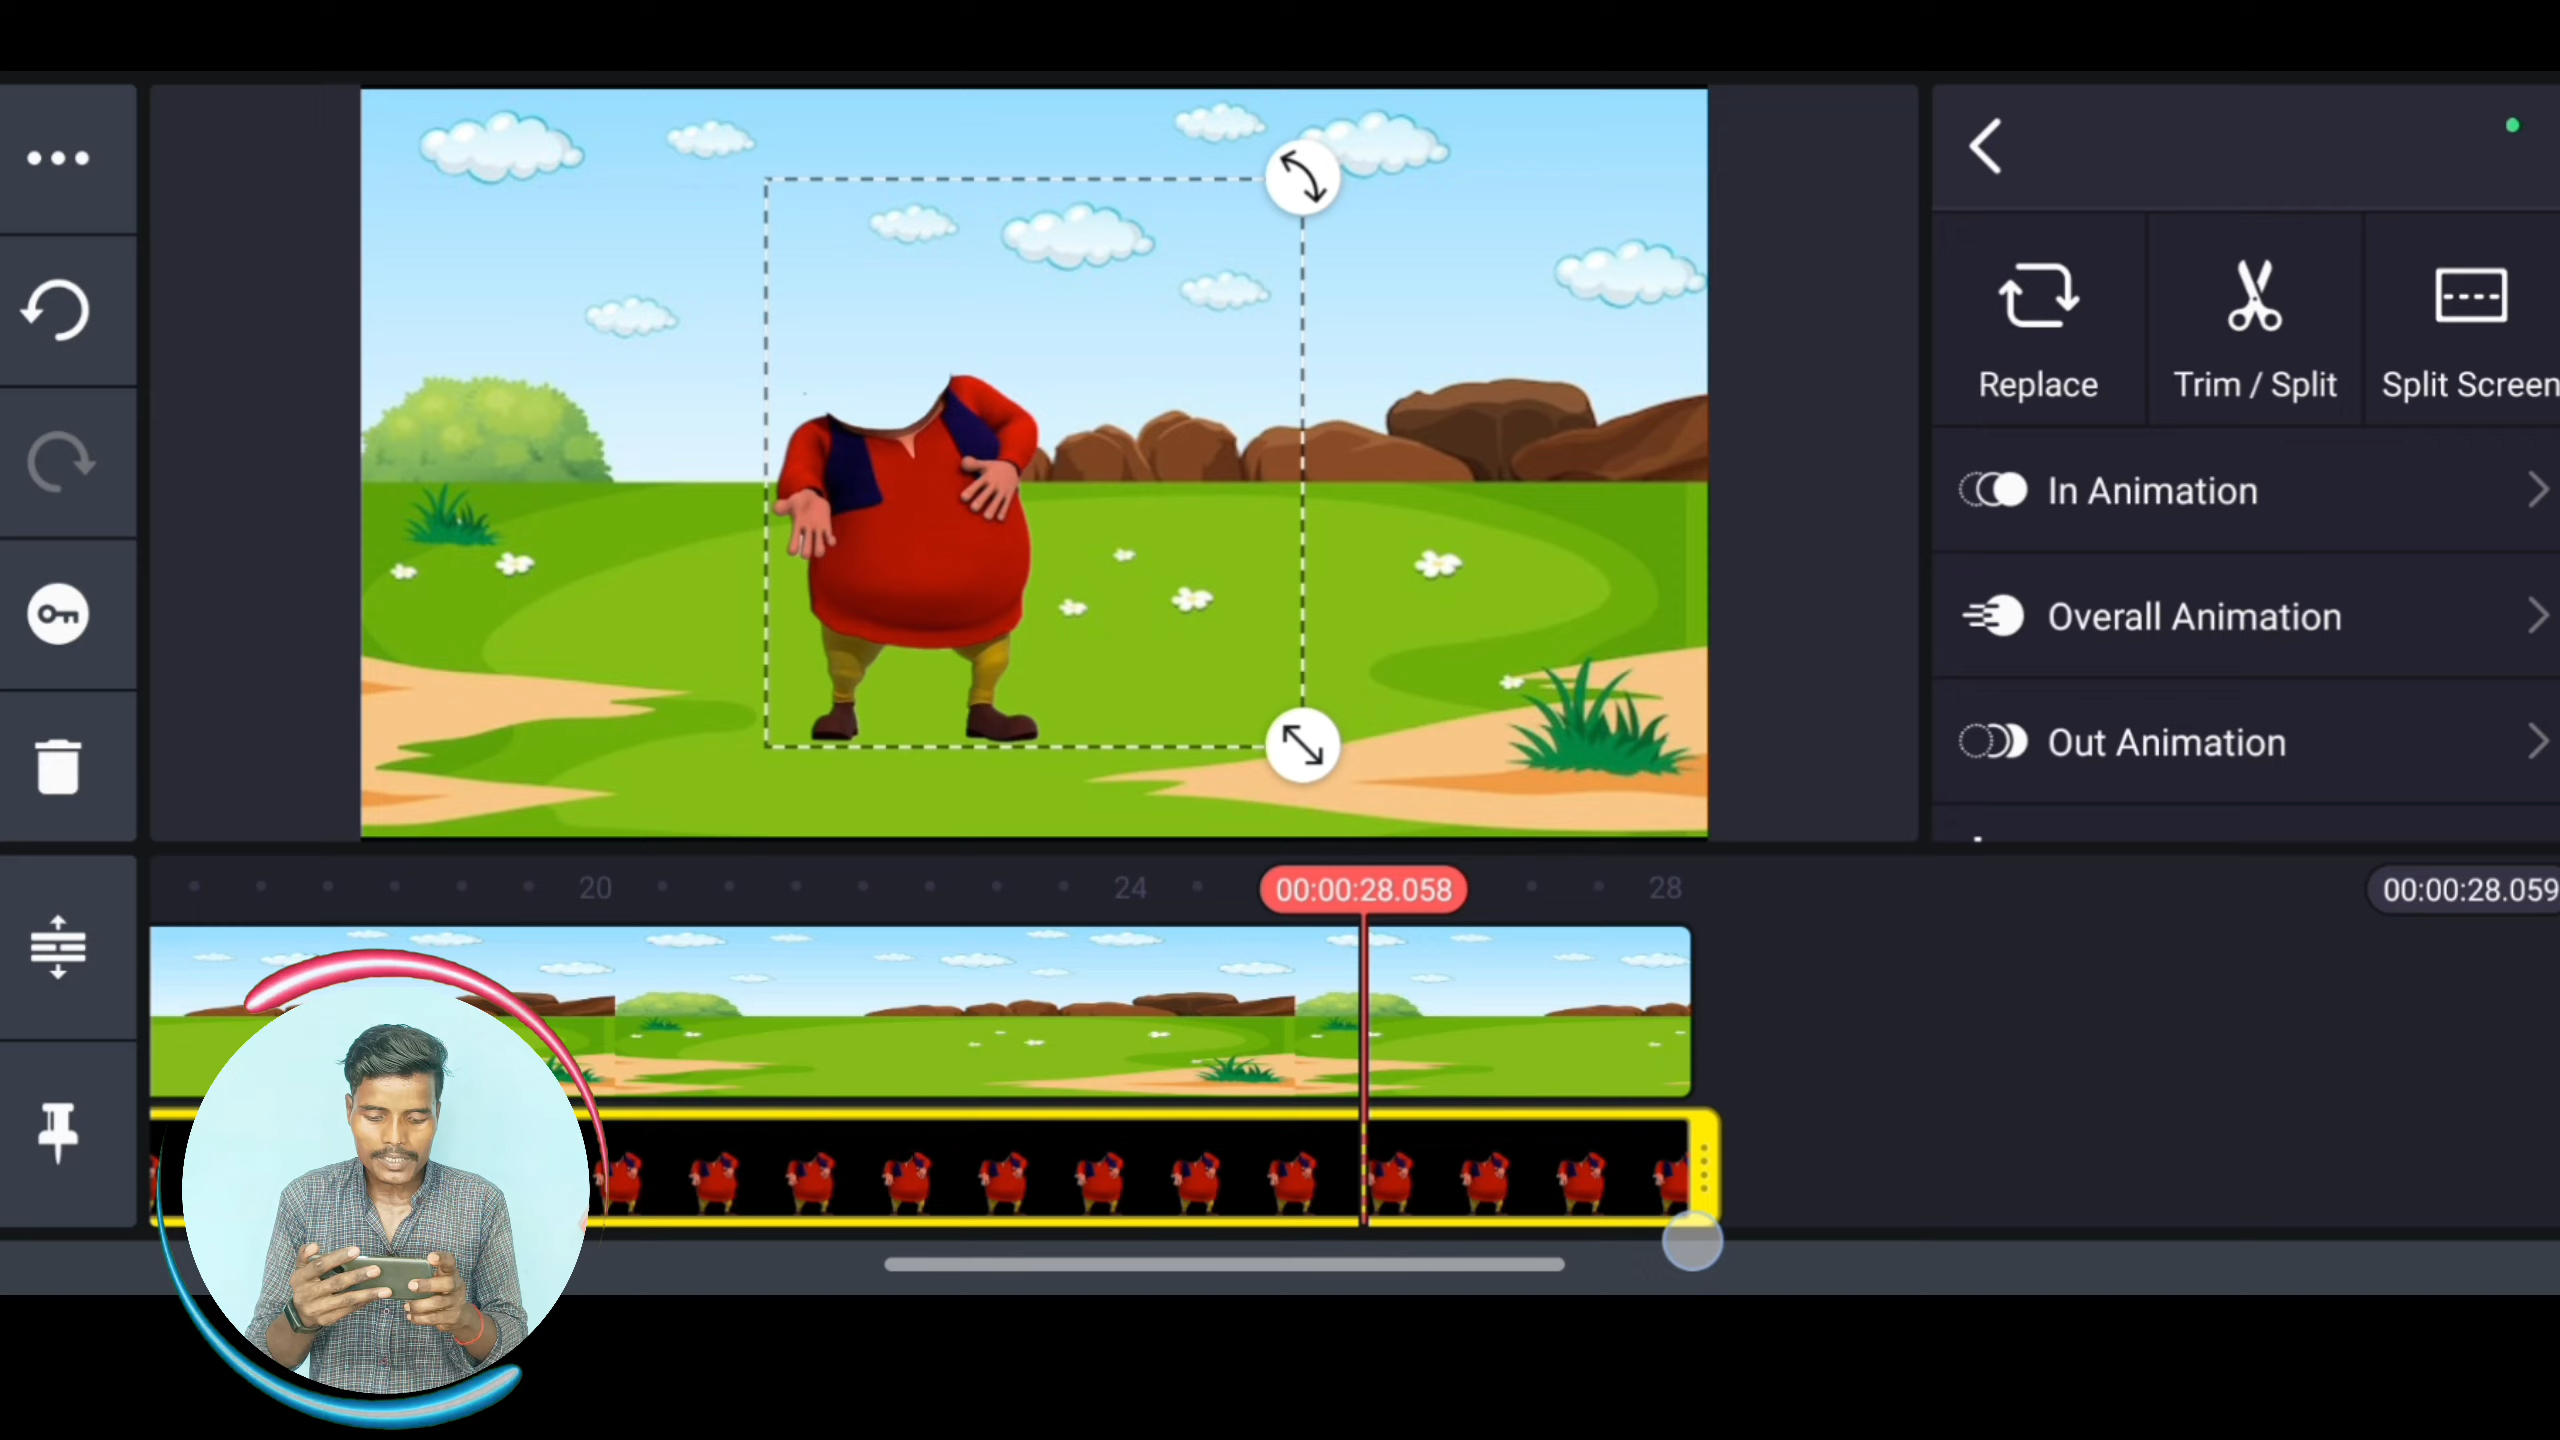 Replace
Trim / Split
Split Screen
In Animation
Overall Animation
Out Animation
20
24
00:00:28.058
28
00:00:28.059